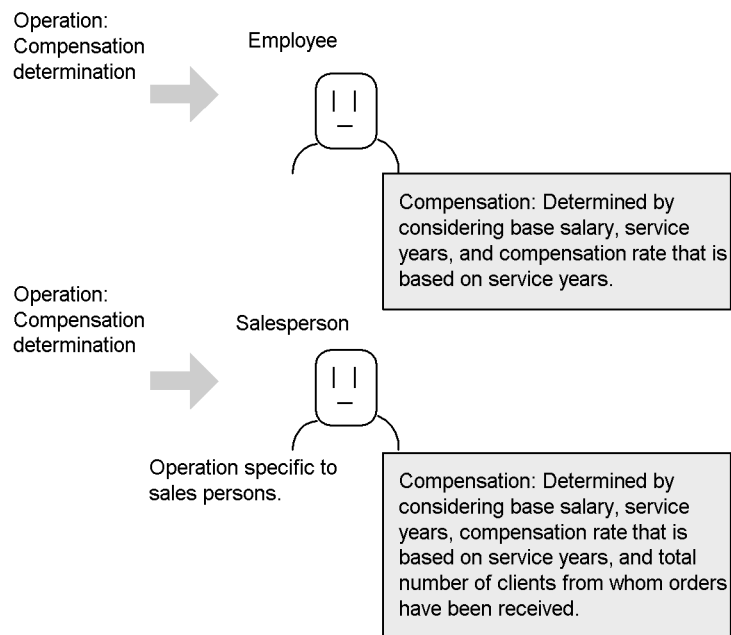 Operation:
Compensation
determination
Employee
Compensation: Determined by
considering base salary, service
years, and compensation rate that is
based on service years.
Operation:
Compensation
determination
Salesperson
Operation specific to
sales persons.
Compensation: Determined by
considering base salary, service
years, compensation rate that is
based on service years, and total
number of clients from whom orders
have been received.